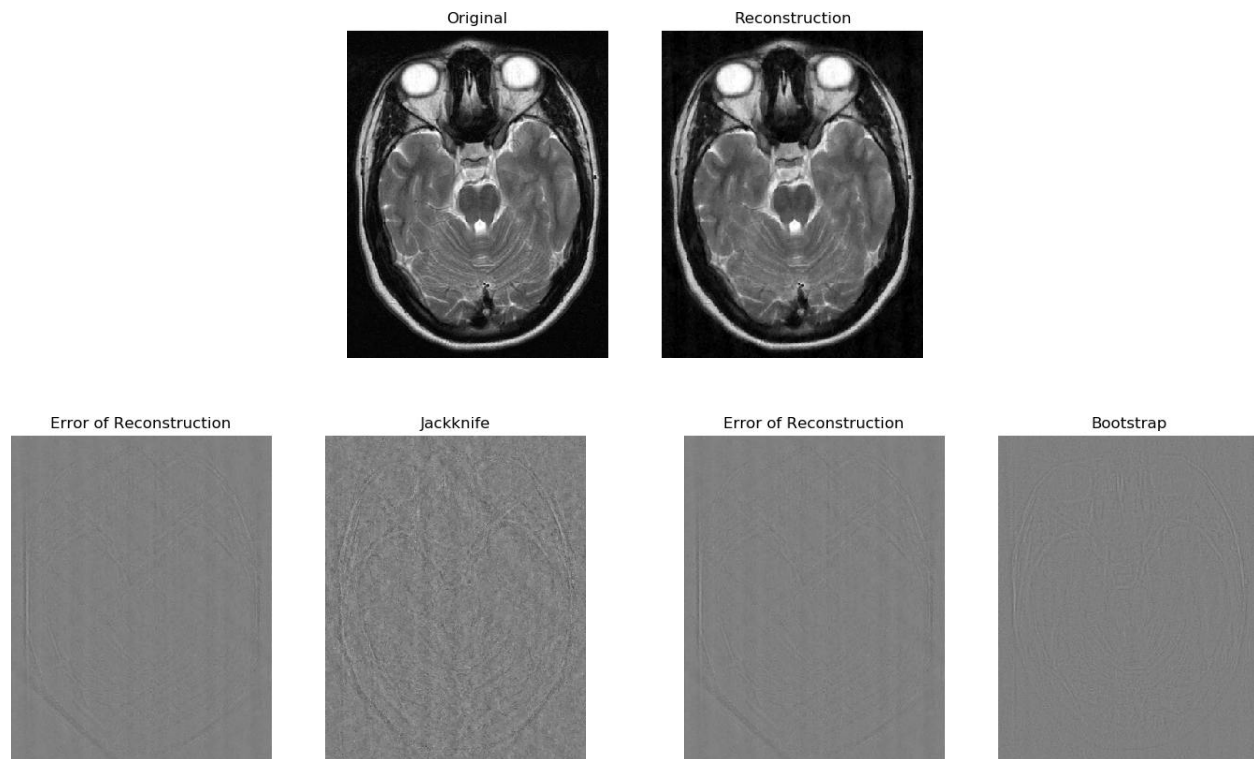 Original
Reconstruction
Error of Reconstruction
Jackknife
Error of Reconstruction
Bootstrap